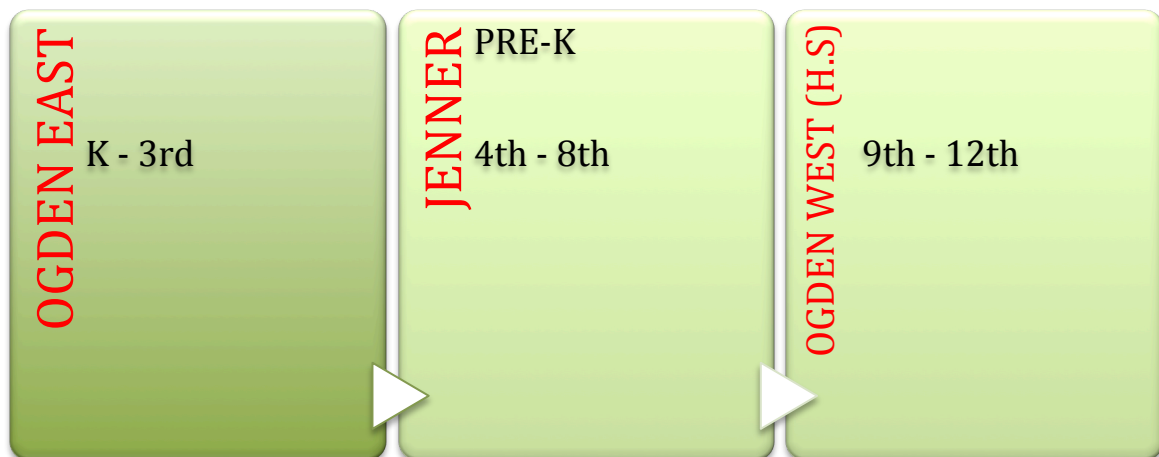 OGDEN EAST
K - 3rd
JENNER
PRE-K
4th - 8th
OGDEN WEST (H.S)
9th - 12th